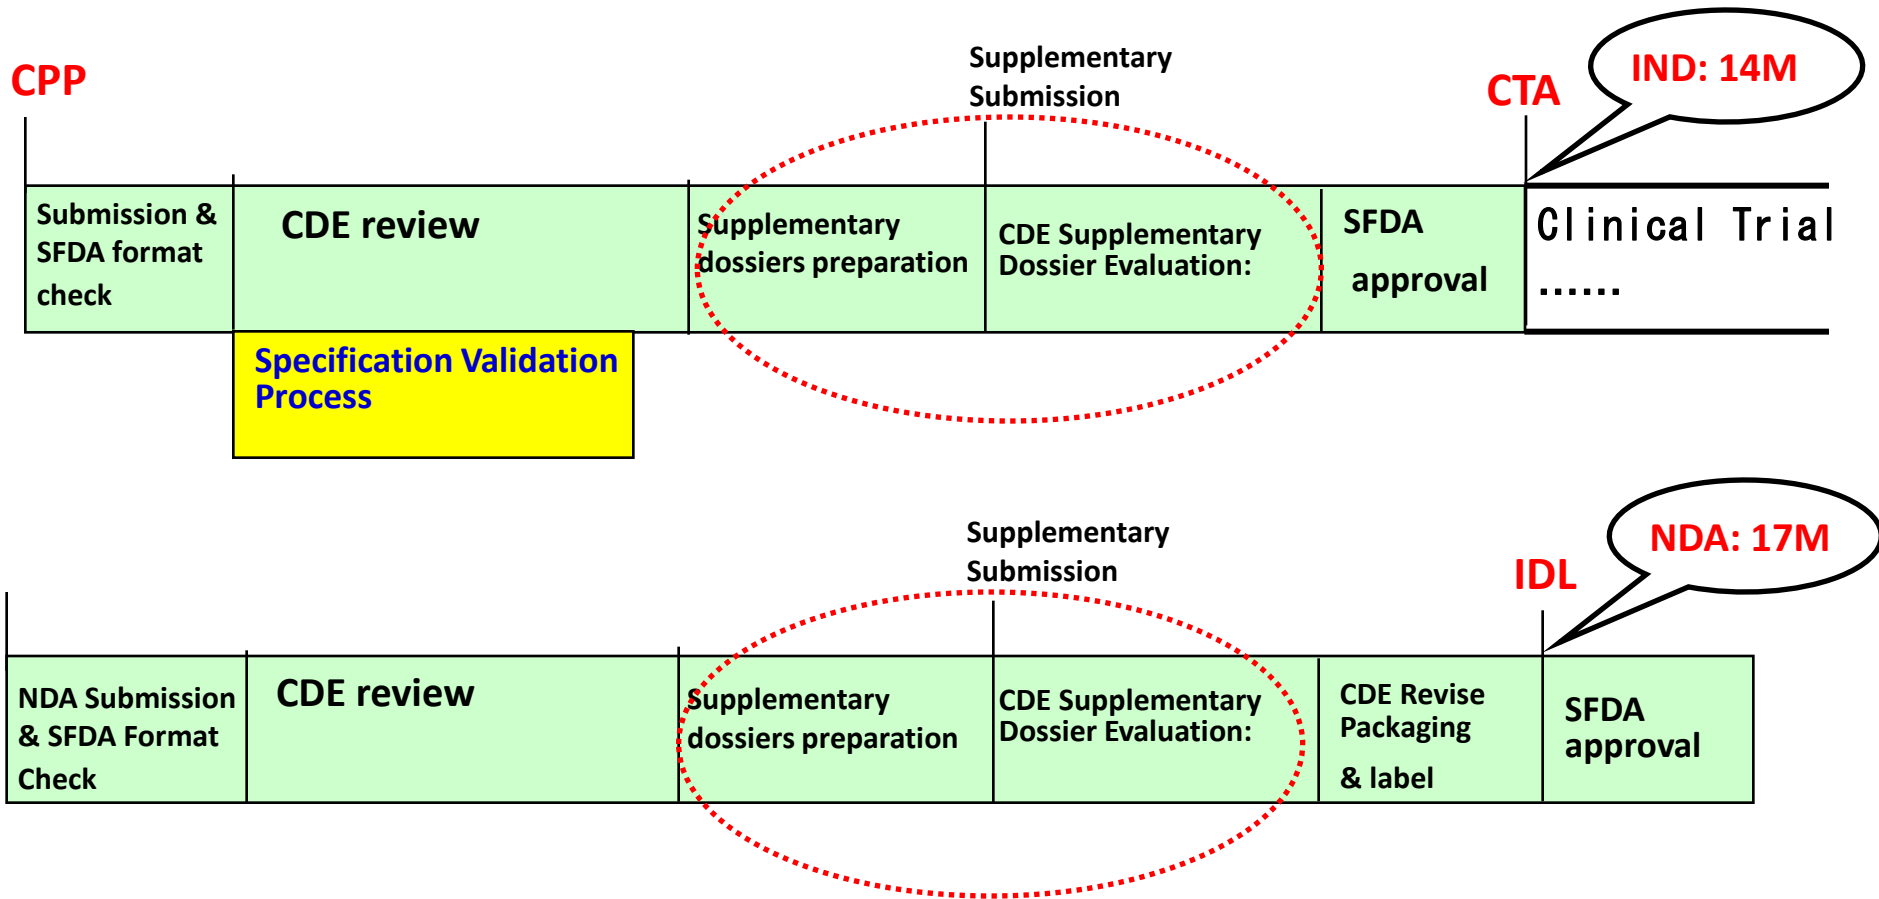 CPP
Supplementary
Submission
CTA
IND: 14M
Submission &
SFDA format
check
CDE review
Supplementary
dossiers preparation
CDE Supplementary
Dossier Evaluation:
SFDA
approval
Clinical Trial
......
Specification Validation
Process
Supplementary
Submission
IDL
NDA: 17M
NDA Submission
& SFDA Format
Check
CDE review
Supplementary
dossiers preparation
CDE Supplementary
Dossier Evaluation:
CDE Revise
Packaging
& label
SFDA
approval